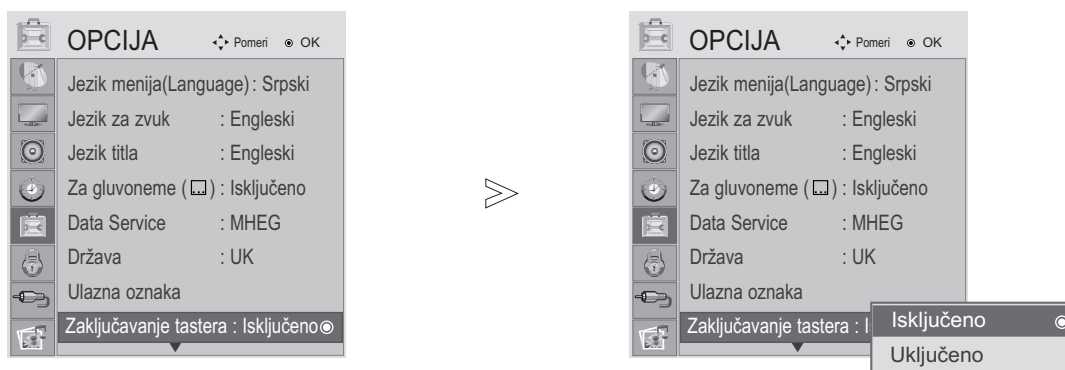 OPCIJA Pomeri OK
Jezik menija(Language) : Srpski
Jezik za zvuk : Engleski
Jezik titla : Engleski
Za gluvoneme ( ) : Isključeno
Data Service : MHEG
Država : UK
Ulazna oznaka
Zaključavanje tastera : Isključeno
OPCIJA Pomeri OK
Jezik menija(Language) : Srpski
Jezik za zvuk : Engleski
Jezik titla : Engleski
Za gluvoneme ( ) : Isključeno
Data Service : MHEG
Država : UK
Ulazna oznaka
Zaključavanje tastera : I
Isključeno
Uključeno